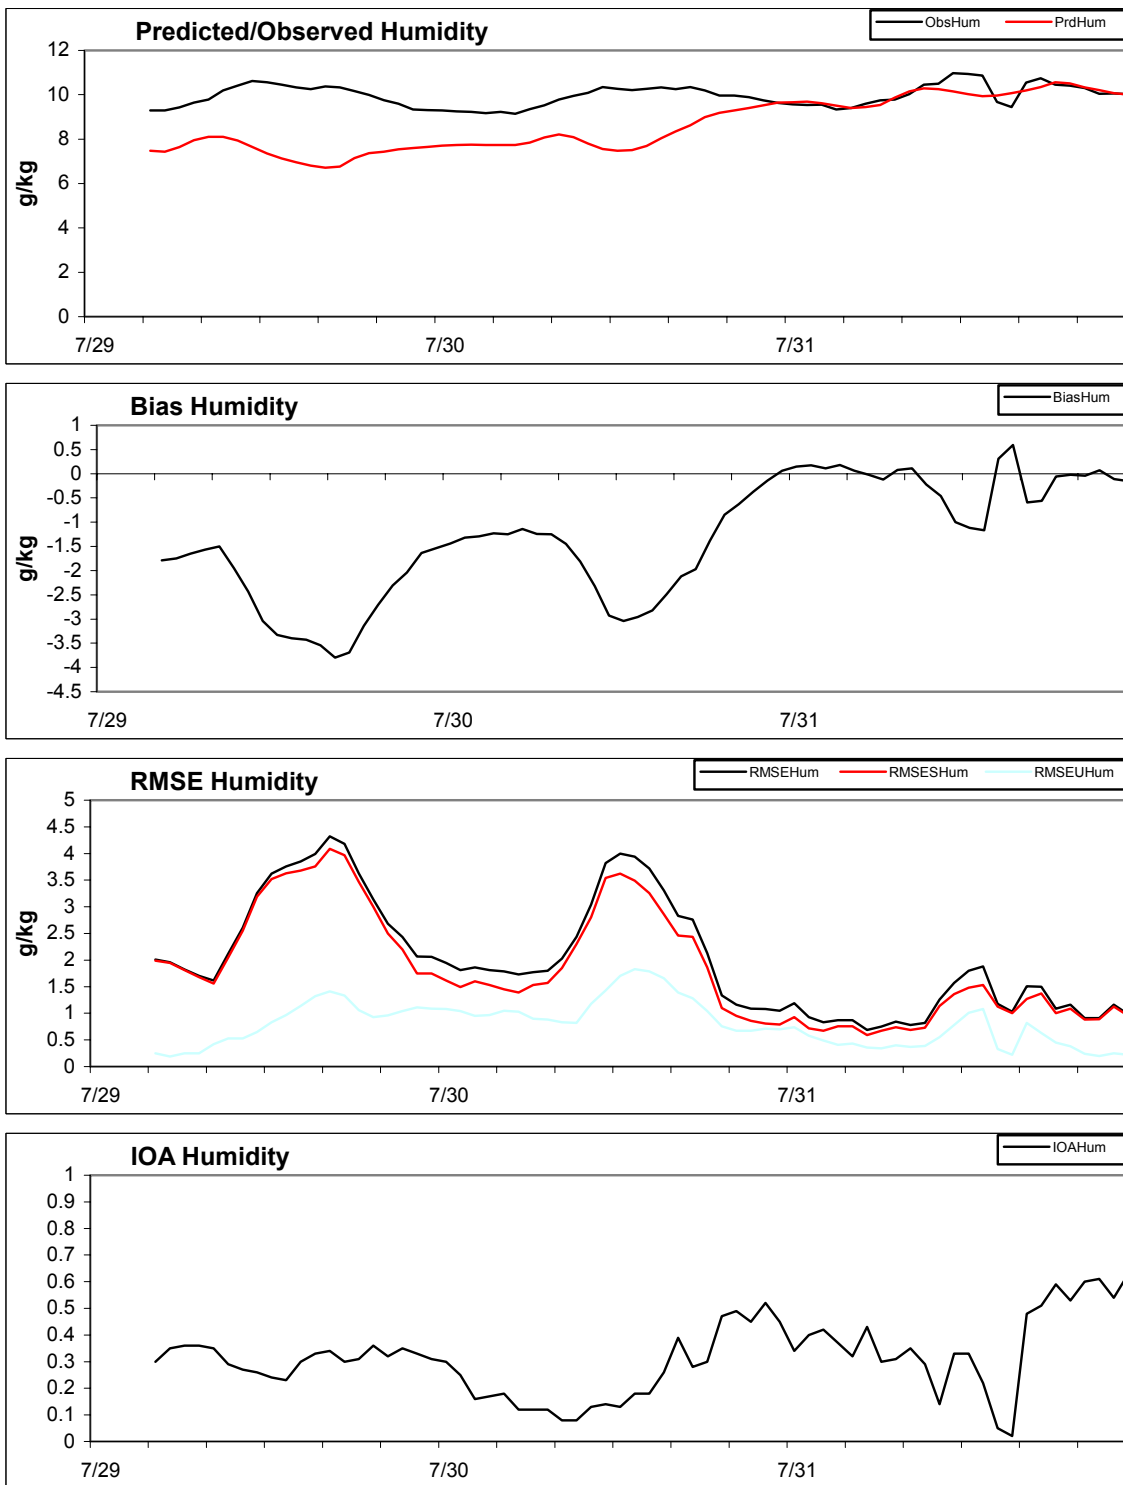 Predicted/Observed Humidity
ObsHum PrdHum
12
10
8
6
4
2
0
g/kg
7/29 7/30 7/31
Bias Humidity
BiasHum
1
0.5
0
-0.5
-1
-1.5
-2
-2.5
-3
-3.5
-4
-4.5
g/kg
7/29 7/30 7/31
RMSE Humidity
RMSEHum RMSESHum RMSEUHum
5
4.5
4
3.5
3
2.5
2
1.5
1
0.5
0
g/kg
7/29 7/30 7/31
IOA Humidity
IOAHum
1
0.9
0.8
0.7
0.6
0.5
0.4
0.3
0.2
0.1
0
7/29 7/30 7/31